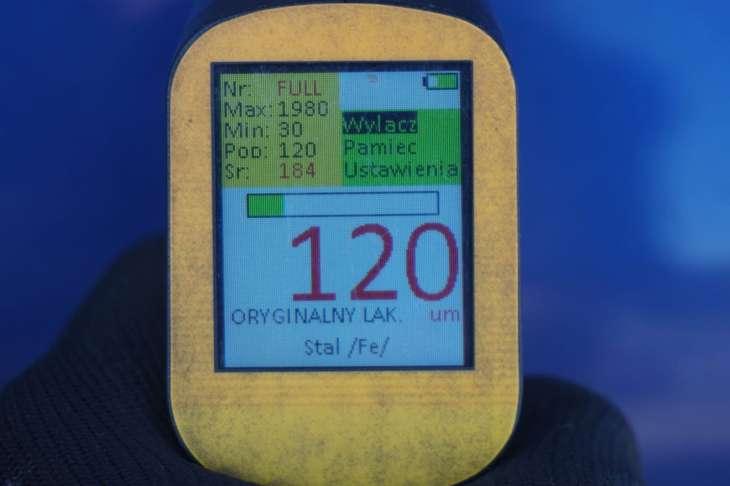 Nr: FULL
Max: 1980
Min: 30
Pop: 120
Sr: 184
Wylacz
Pamiec
Ustawienia
120
ORYGINALNY LAK. um
Stal /Fe/